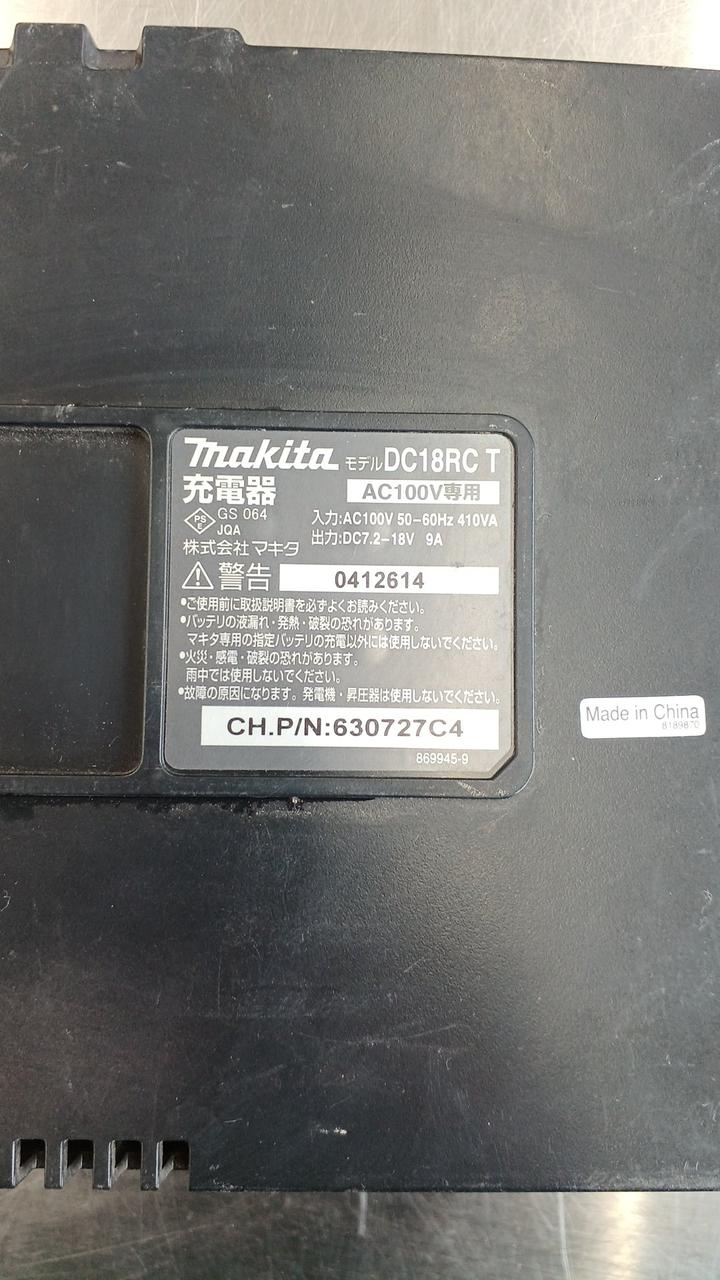 makita モデルDC18RC T
充電器 AC100V専用
PS E GS 064
JQA
入力:AC100V 50-60Hz 410VA
出力:DC7.2-18V 9A
株式会社マキタ
警告 0412614
•ご使用前に取扱説明書を必ずよくお読みください。
•バッテリの液漏れ・発熱・破裂の恐れがあります。
マキタ専用の指定バッテリの充電以外には使用しないでください。
•火災・感電・破裂の恐れがあります。
雨中では使用しないでください。
•故障の原因になります。発電機・昇圧器は使用しないでください。
CH.P/N:630727C4
869945-9
Made in China
8189870